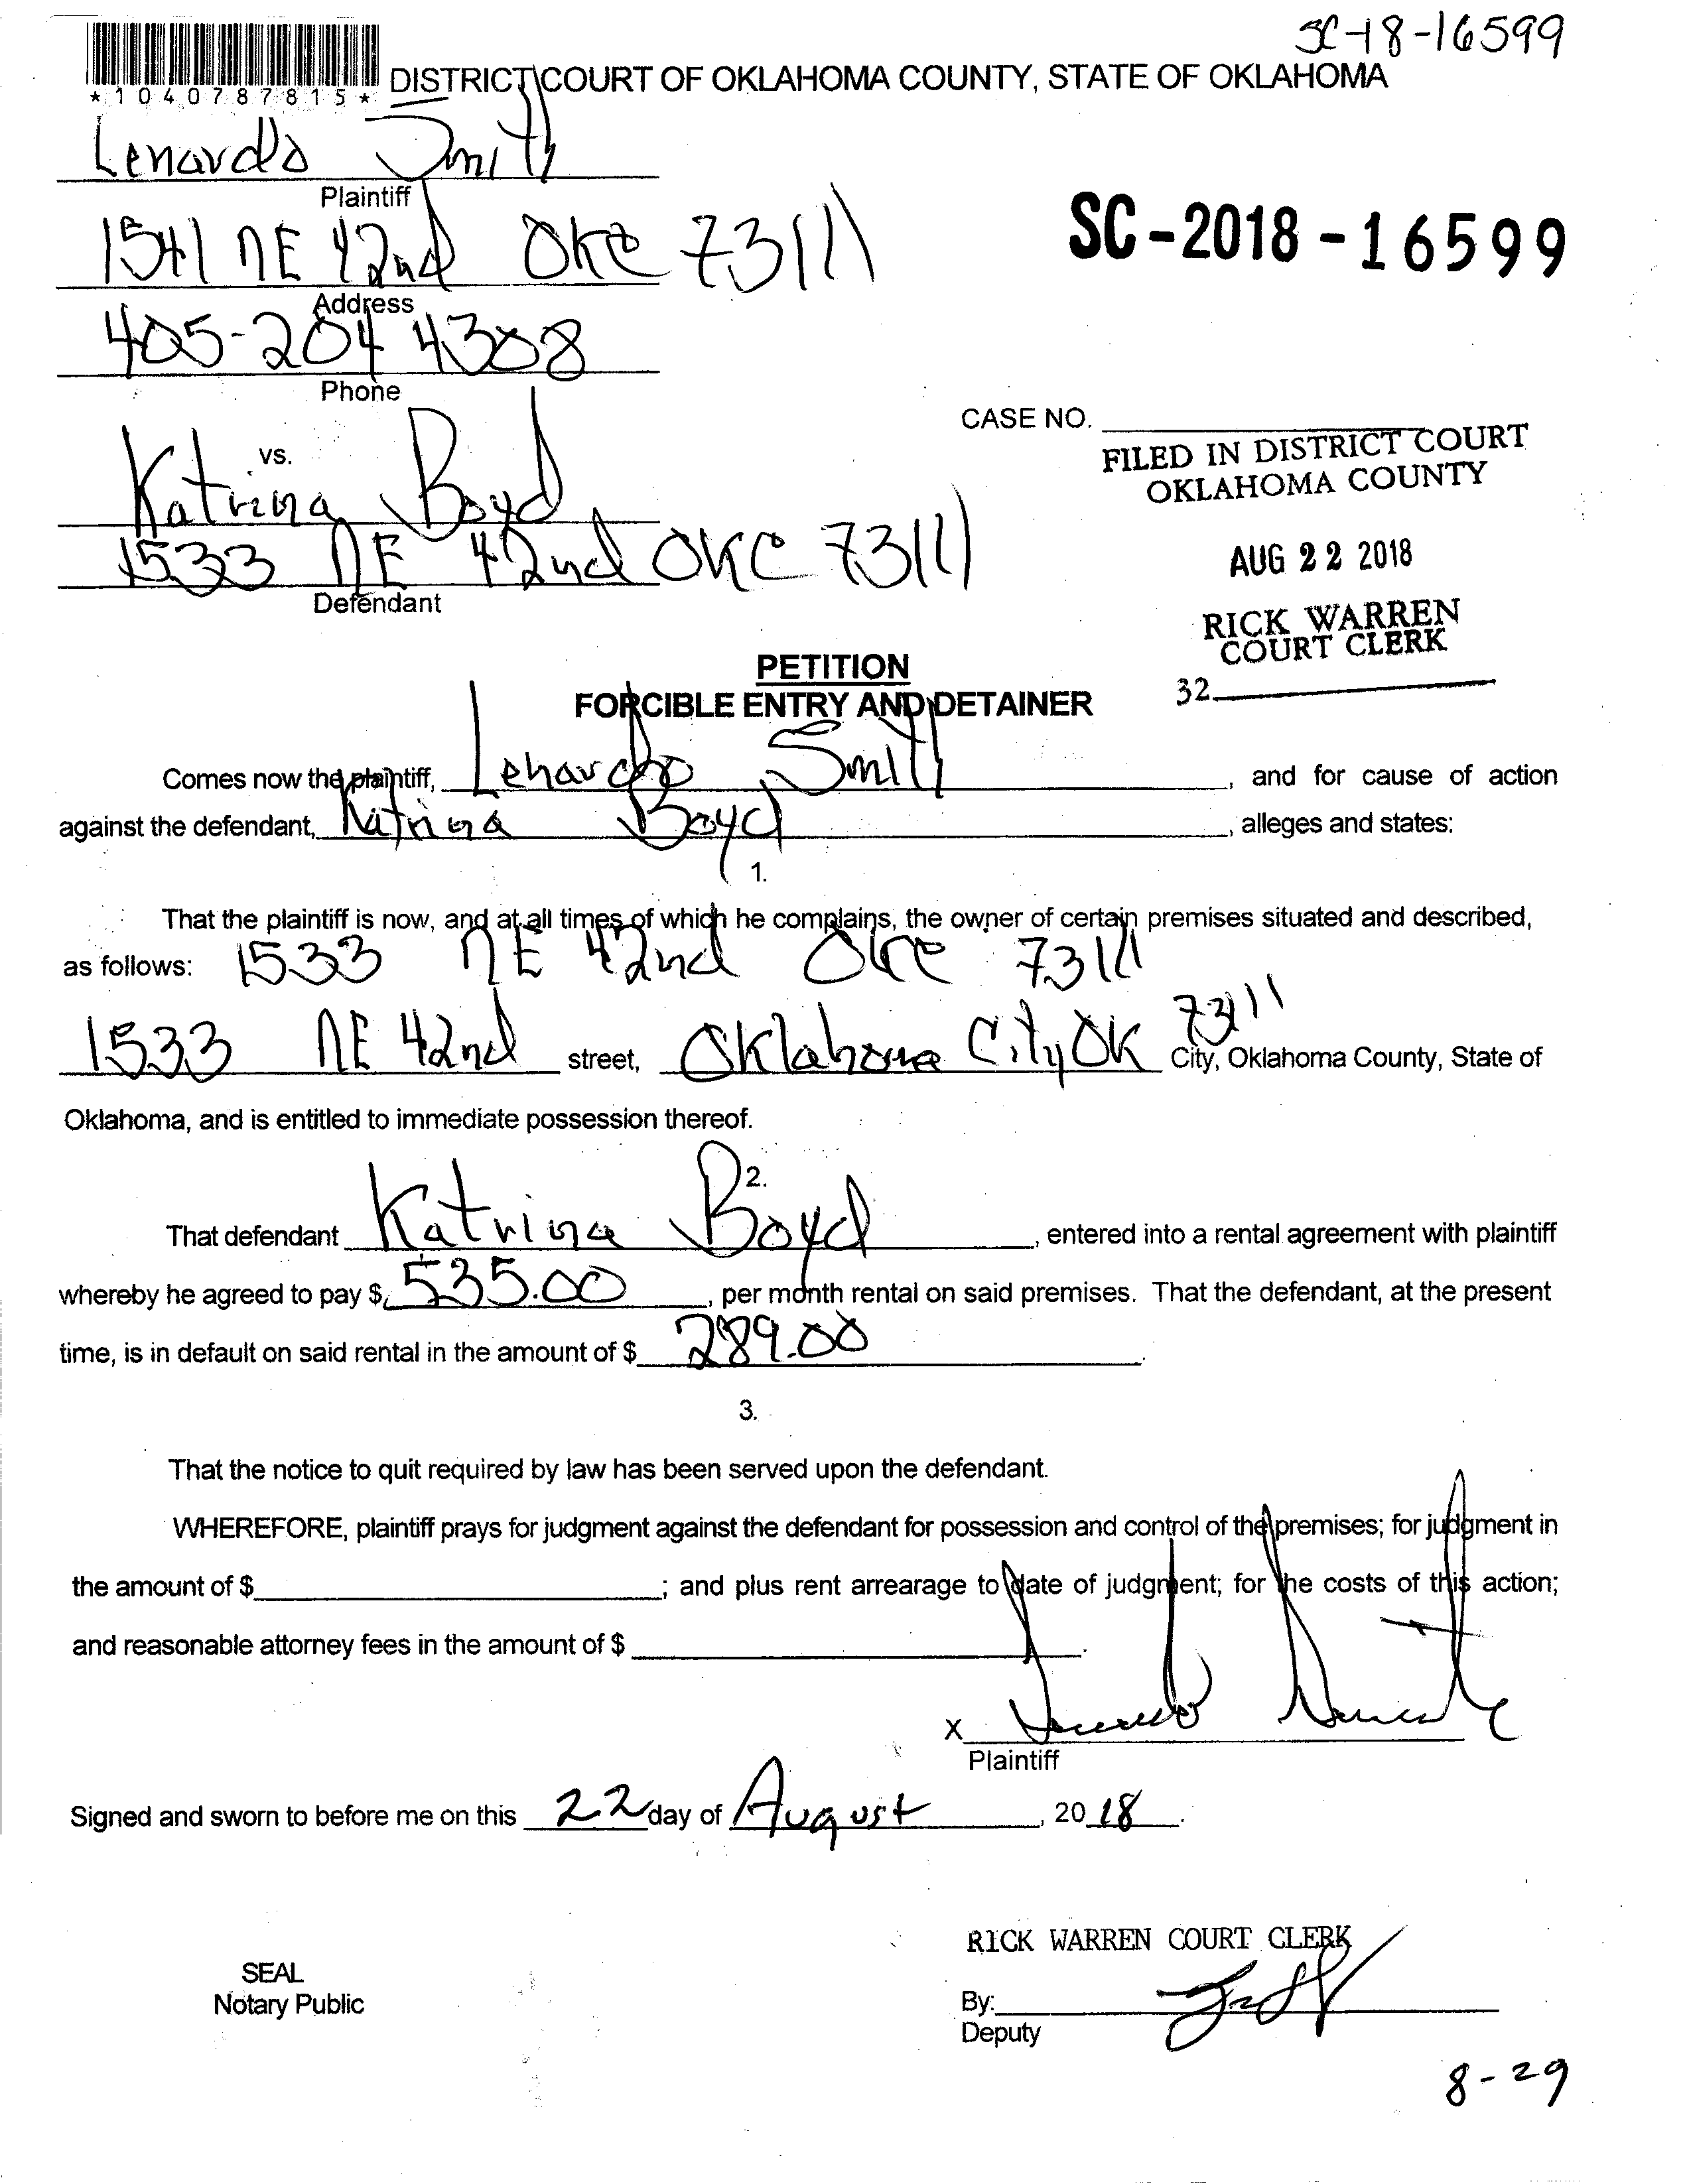 SC-18-16599
*1040787815*
DISTRICT COURT OF OKLAHOMA COUNTY, STATE OF OKLAHOMA
Lenardo Smith
Plaintiff
1541 NE 42nd OKC 73111
SC-2018-16599
Address
405-204 4308
Phone
CASE NO.
vs.
FILED IN DISTRICT COURT
OKLAHOMA COUNTY
Katrina Boyd
1533 NE 42nd OKC 73111
AUG 22 2018
Defendant
RICK WARREN
COURT CLERK
32
PETITION
FORCIBLE ENTRY AND DETAINER
Comes now the plaintiff, Lenardo Smith, and for cause of action
against the defendant, Katrina Boyd, alleges and states:
1.
That the plaintiff is now, and at all times of which he complains, the owner of certain premises situated and described,
as follows: 1533 NE 42nd OKC 73111
1533 NE 42nd street, Oklahoma City OK 73111 City, Oklahoma County, State of
Oklahoma, and is entitled to immediate possession thereof.
2.
That defendant Katrina Boyd, entered into a rental agreement with plaintiff
whereby he agreed to pay $ 535.00, per month rental on said premises. That the defendant, at the present
time, is in default on said rental in the amount of $ 289.00.
3.
That the notice to quit required by law has been served upon the defendant.
WHEREFORE, plaintiff prays for judgment against the defendant for possession and control of the premises; for judgment in
the amount of $ ; and plus rent arrearage to date of judgment; for the costs of this action;
and reasonable attorney fees in the amount of $ .
X Lenardo Smith
Plaintiff
Signed and sworn to before me on this 22 day of August, 2018.
RICK WARREN COURT CLERK
SEAL
Notary Public
By:
Deputy
8-29